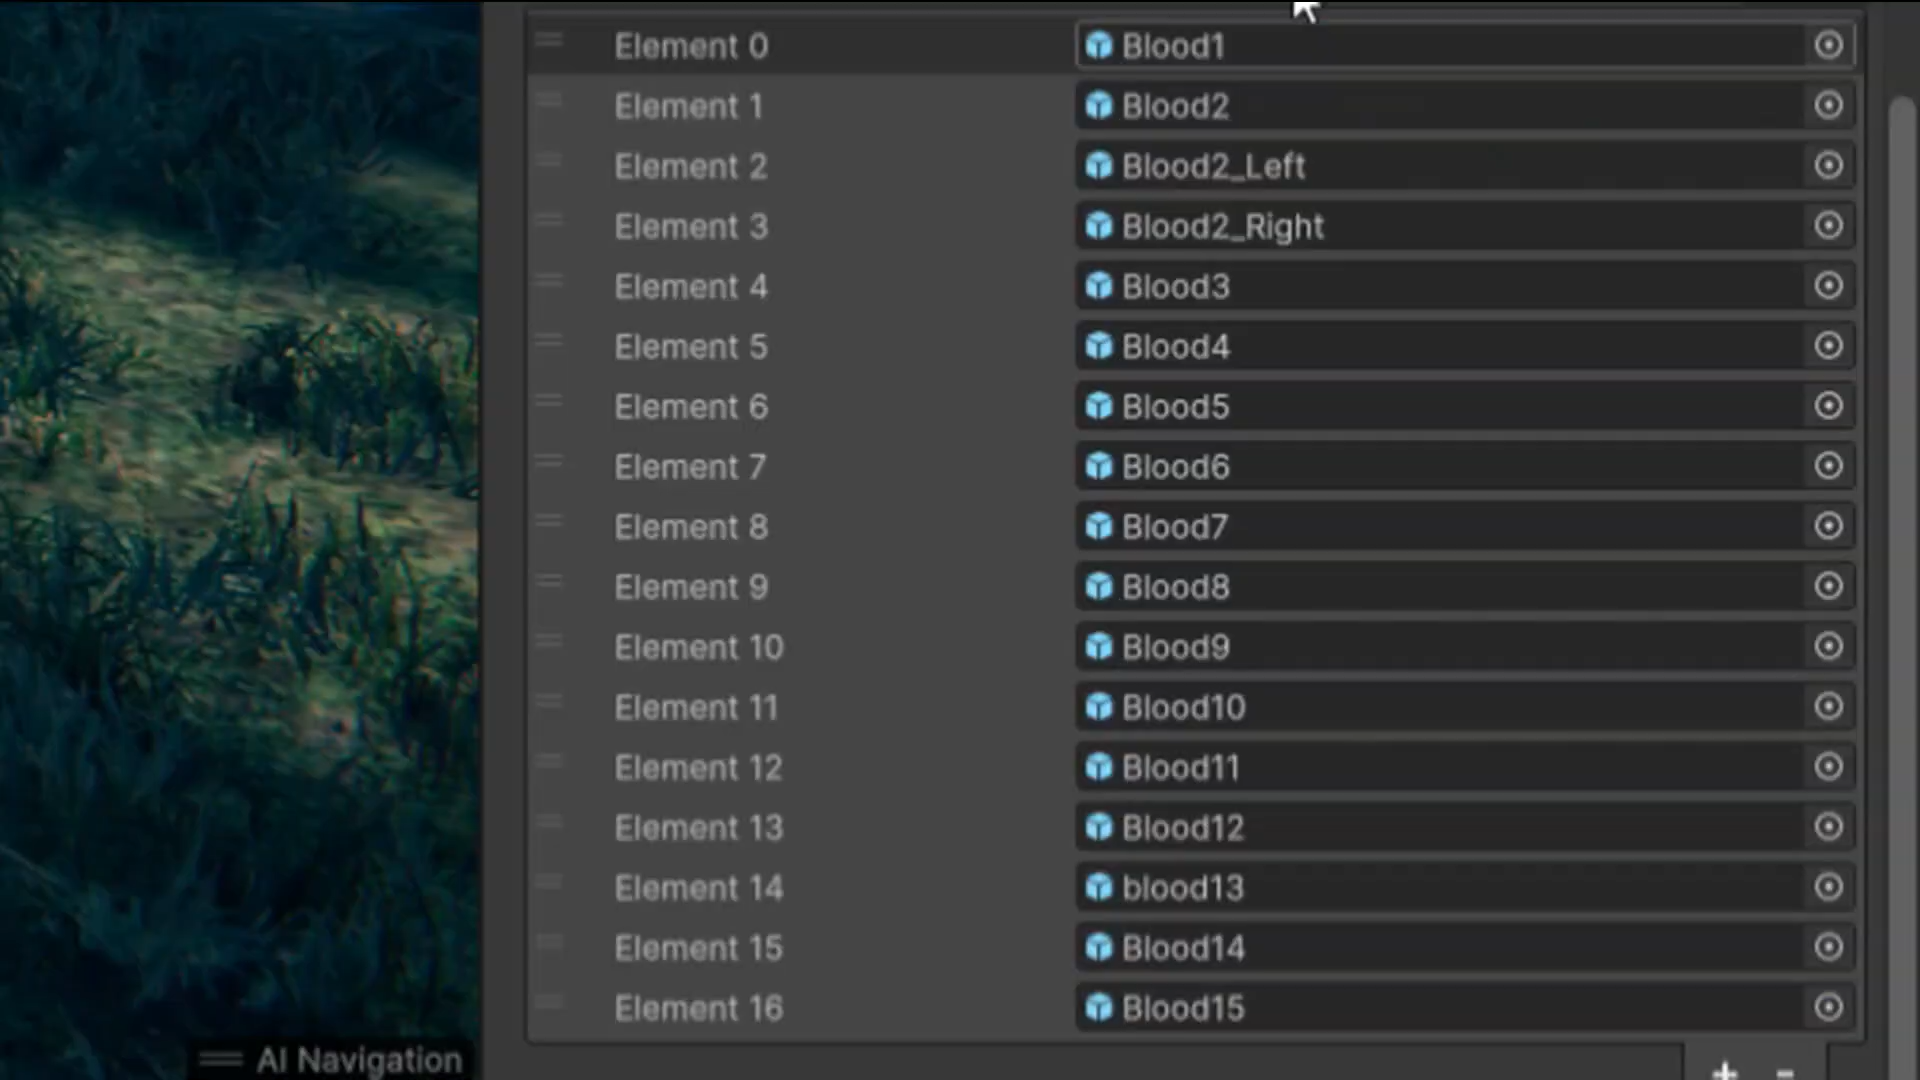 Element 0 Blood1
Element 1 Blood2
Element 2 Blood2_Left
Element 3 Blood2_Right
Element 4 Blood3
Element 5 Blood4
Element 6 Blood5
Element 7 Blood6
Element 8 Blood7
Element 9 Blood8
Element 10 Blood9
Element 11 Blood10
Element 12 Blood11
Element 13 Blood12
Element 14 blood13
Element 15 Blood14
Element 16 Blood15
AI Navigation
+ -